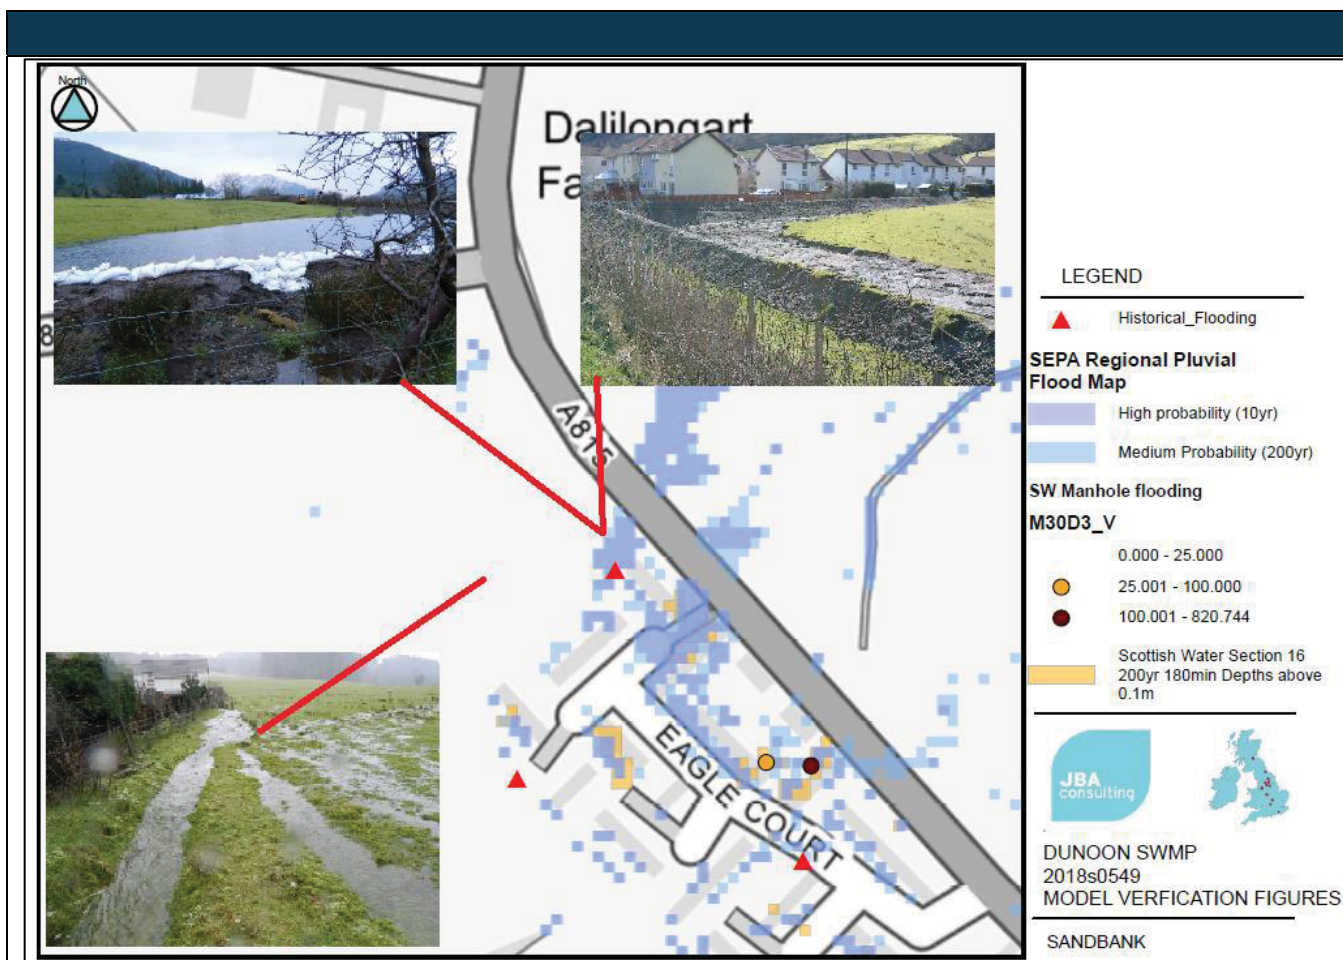 North
Dalilongart
Fa
A815
EAGLE COURT
LEGEND
Historical_Flooding
SEPA Regional Pluvial
Flood Map
High probability (10yr)
Medium Probability (200yr)
SW Manhole flooding
M30D3_V
0.000 - 25.000
25.001 - 100.000
100.001 - 820.744
Scottish Water Section 16
200yr 180min Depths above
0.1m
JBA
consulting
DUNOON SWMP
2018s0549
MODEL VERFICATION FIGURES
SANDBANK